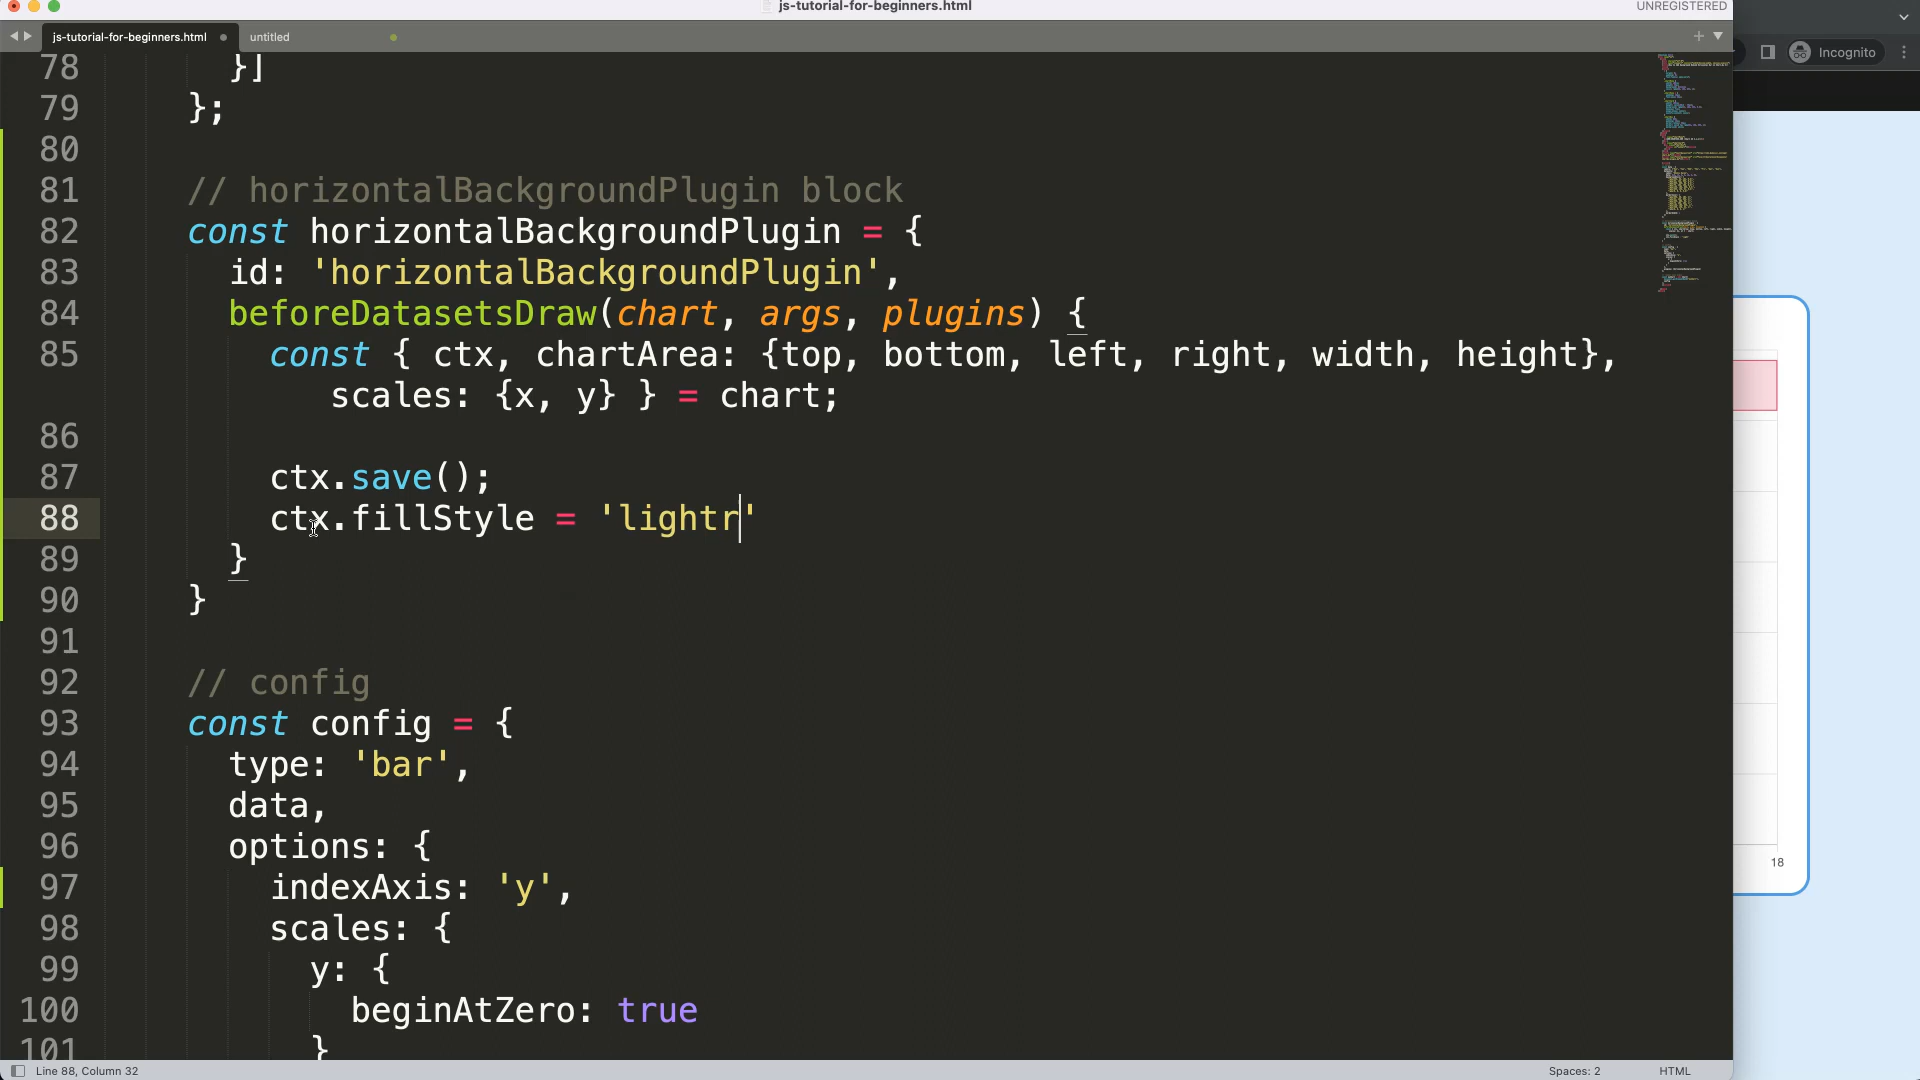 js-tutorial-for-beginners.html
UNREGISTERED
js-tutorial-for-beginners.html
untitled
Incognito
78 }]
79 };
80
81 // horizontalBackgroundPlugin block
82 const horizontalBackgroundPlugin = {
83 id: 'horizontalBackgroundPlugin',
84 beforeDatasetsDraw(chart, args, plugins) {
85 const { ctx, chartArea: {top, bottom, left, right, width, height},
scales: {x, y} } = chart;
86
87 ctx.save();
88 ctx.fillStyle = 'lightr'
89 }
90 }
91
92 // config
93 const config = {
94 type: 'bar',
95 data,
96 options: {
97 indexAxis: 'y',
98 scales: {
99 y: {
100 beginAtZero: true
101 }
18
Line 88, Column 32
Spaces: 2
HTML